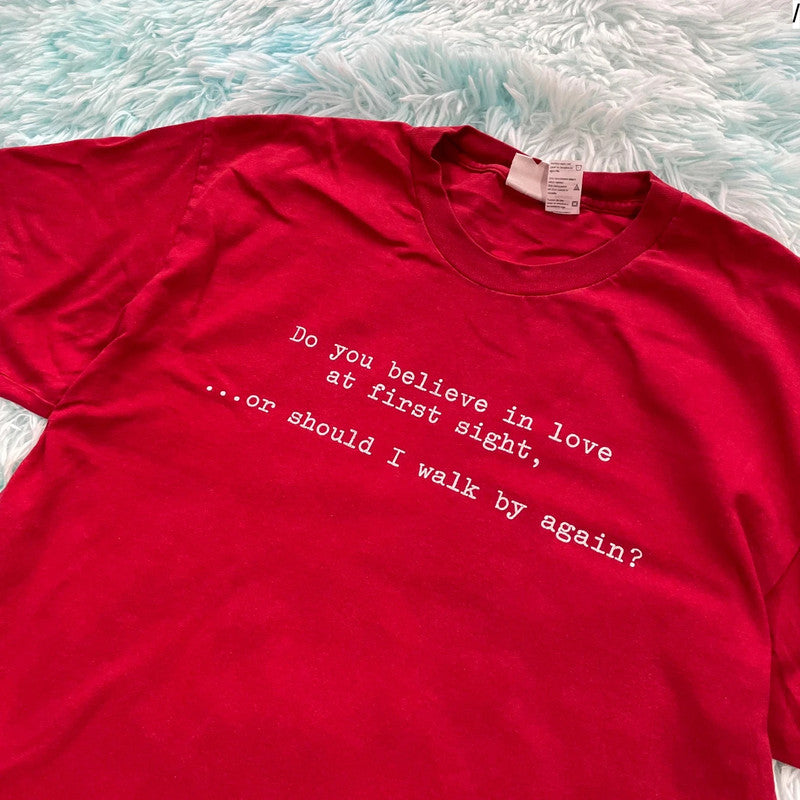 Do you believe in love
at first sight,
...or should I walk by again?